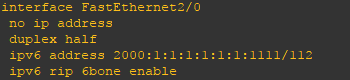 interface FastEthernet2/0
no ip address
duplex half
ipv6 address 2000:1:1:1:1:1:1:1111/112
ipv6 rip 6bone enable